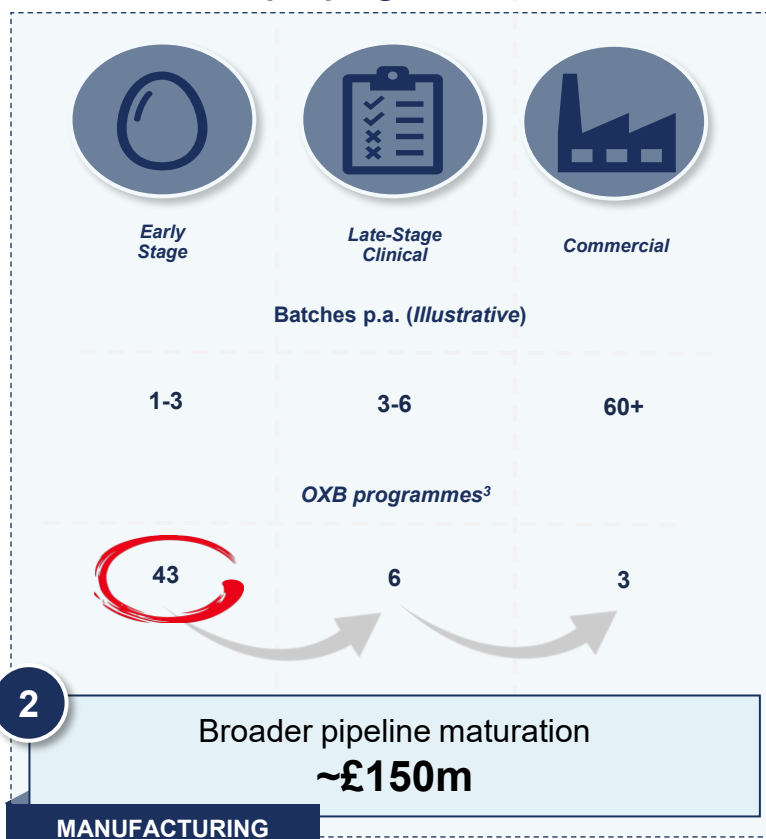 Early
Stage
Late-Stage
Clinical
Commercial
Batches p.a. (Illustrative)
1-3
3-6
60+
OXB programmes³
43
6
3
2
Broader pipeline maturation
~£150m
MANUFACTURING